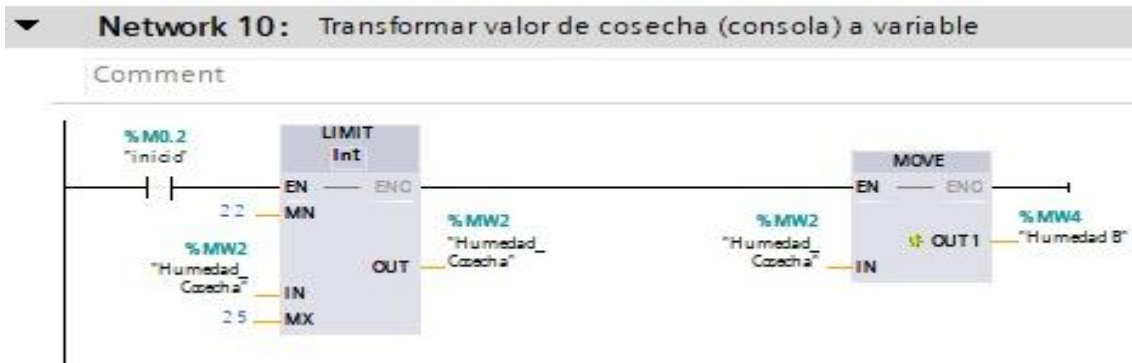 Network 10: Transformar valor de cosecha (consola) a variable
Comment
%M0.2
"inicio"
LIMIT
Int
EN
ENO
22
MN
%MW2
"Humedad_
Cosecha"
IN
25
MX
OUT
%MW2
"Humedad_
Cosecha"
MOVE
EN
ENO
%MW2
"Humedad_
Cosecha"
IN
OUT1
%MW4
"Humedad B"